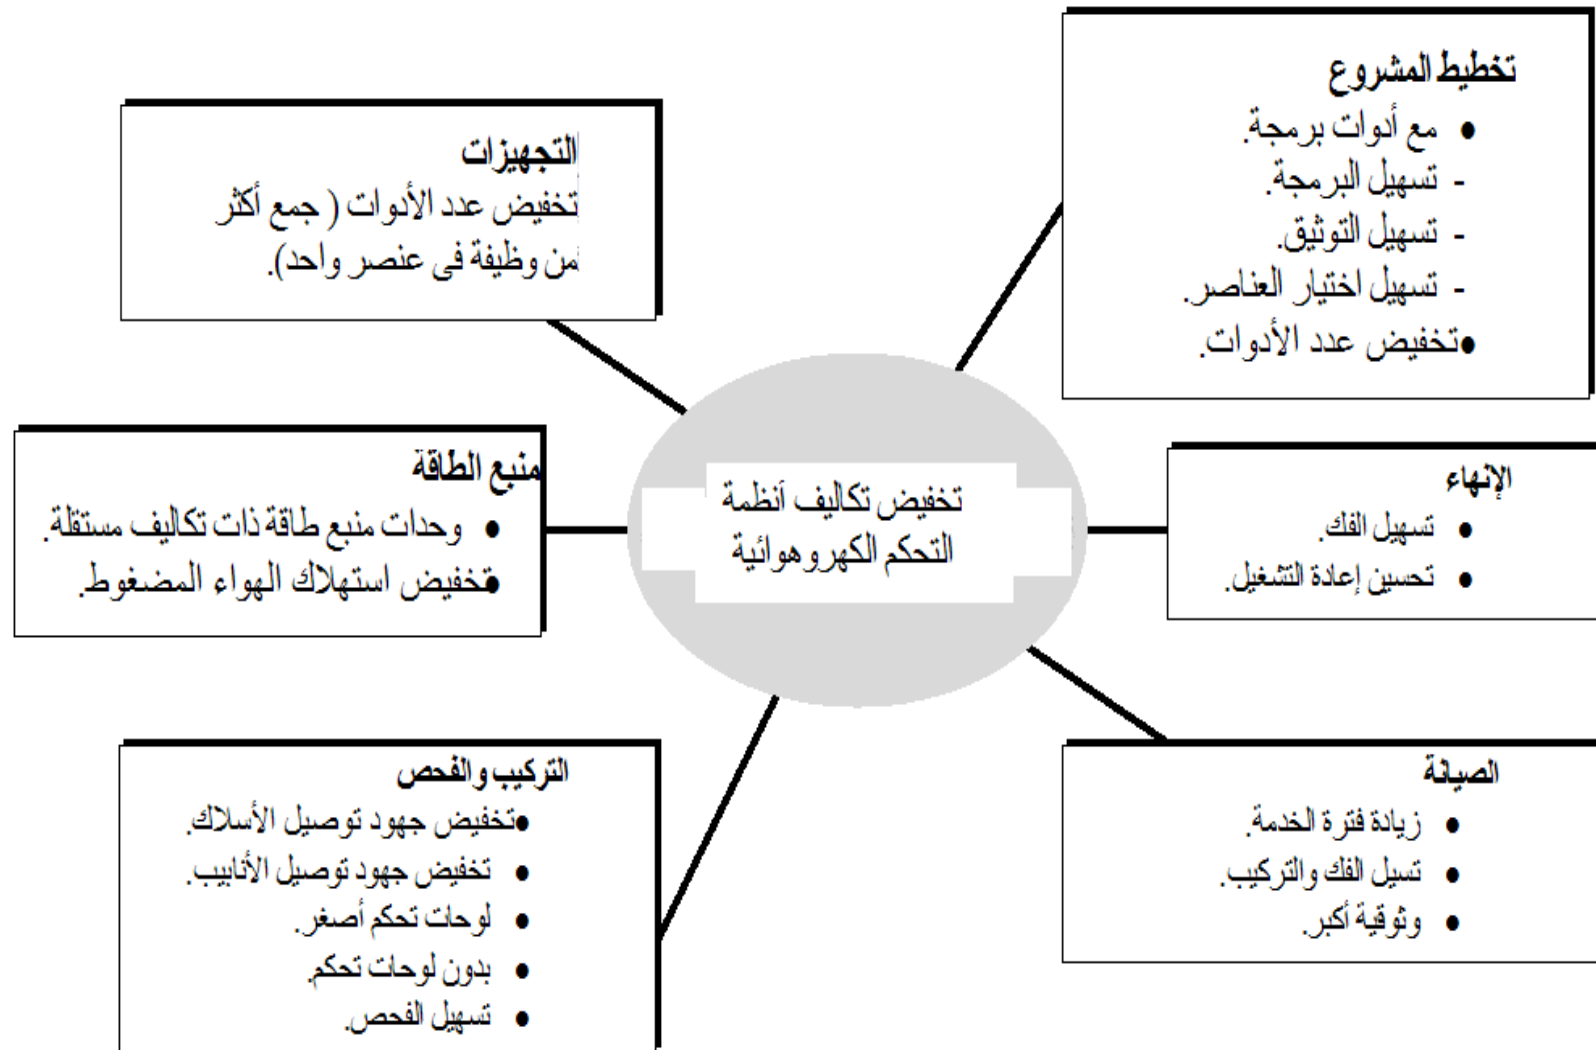 تخطيط المشروع
• مع أدوات برمجة.
- تسهيل البرمجة.
- تسهيل التوثيق.
- تسهيل اختيار العناصر.
•تخفيض عدد الأدوات.
التجهيزات
تخفيض عدد الأدوات ( جمع أكثر
من وظيفة فى عنصر واحد).
تخفيض تكاليف أنظمة
التحكم الكهروهوائية
الإنهاء
• تسهيل الفك.
• تحسين إعادة التشغيل.
منبع الطاقة
• وحدات منبع طاقة ذات تكاليف مستقلة.
•تخفيض استهلاك الهواء المضغوط.
الصيانة
• زيادة فترة الخدمة.
• تسيل الفك والتركيب.
• وثوقية أكبر.
التركيب والفحص
•تخفيض جهود توصيل الأسلاك.
• تخفيض جهود توصيل الأنابيب.
• لوحات تحكم أصغر.
• بدون لوحات تحكم.
• تسهيل الفحص.